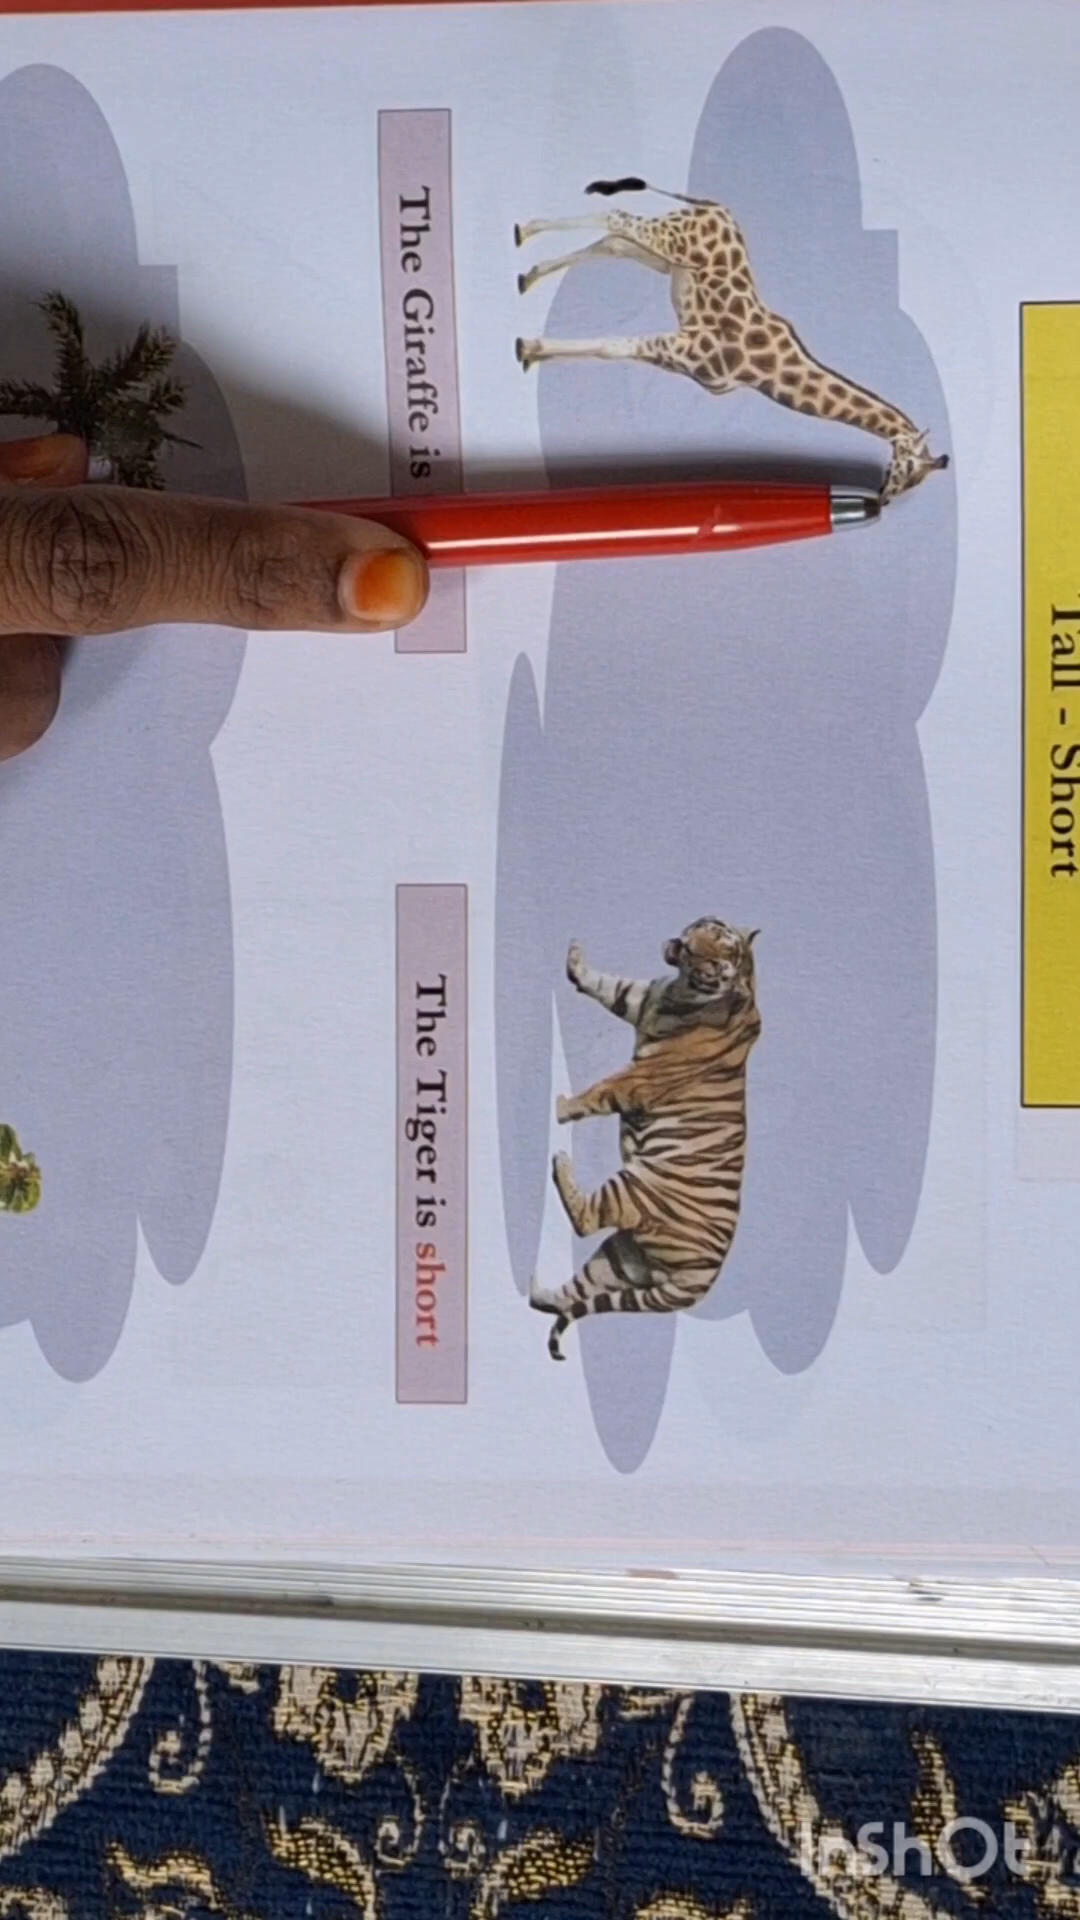 Tall - Short
The Giraffe is
The Tiger is short
InShOt